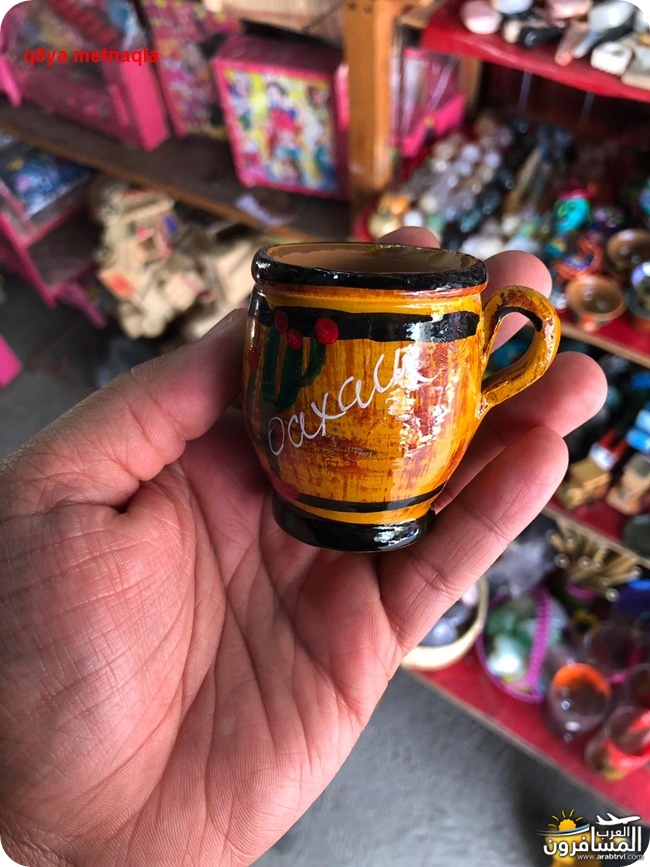 q8ya metnaqla
oaxaca
العرب
المسافرون
www.arabtrvl.com